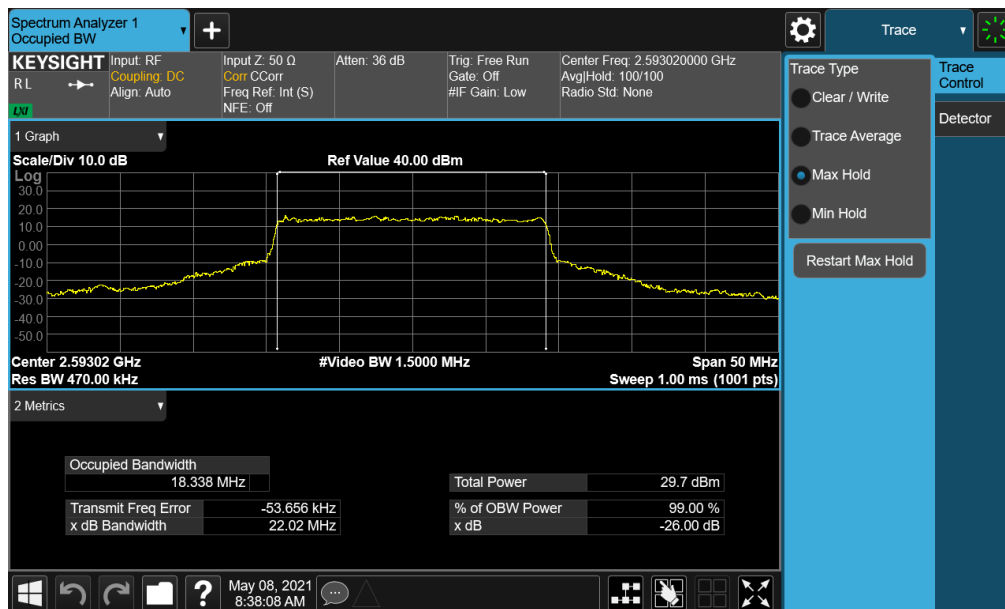 Spectrum Analyzer 1
Occupied BW
Trace
KEYSIGHT
RL
LXI
Input: RF
Coupling: DC
Align: Auto
Input Z: 50 Ω
Corr CCorr
Freq Ref: Int (S)
NFE: Off
Atten: 36 dB
Trig: Free Run
Gate: Off
#IF Gain: Low
Center Freq: 2.593020000 GHz
Avg|Hold: 100/100
Radio Std: None
Trace Type
Clear / Write
Trace Average
Max Hold
Min Hold
Restart Max Hold
Trace
Control
Detector
1 Graph
Scale/Div 10.0 dB
Ref Value 40.00 dBm
Log
30.0
20.0
10.0
0.00
-10.0
-20.0
-30.0
-40.0
-50.0
Center 2.59302 GHz
#Video BW 1.5000 MHz
Span 50 MHz
Res BW 470.00 kHz
Sweep 1.00 ms (1001 pts)
2 Metrics
Occupied Bandwidth
18.338 MHz
Total Power 29.7 dBm
Transmit Freq Error -53.656 kHz
% of OBW Power 99.00 %
x dB Bandwidth 22.02 MHz
x dB -26.00 dB
?
May 08, 2021
8:38:08 AM